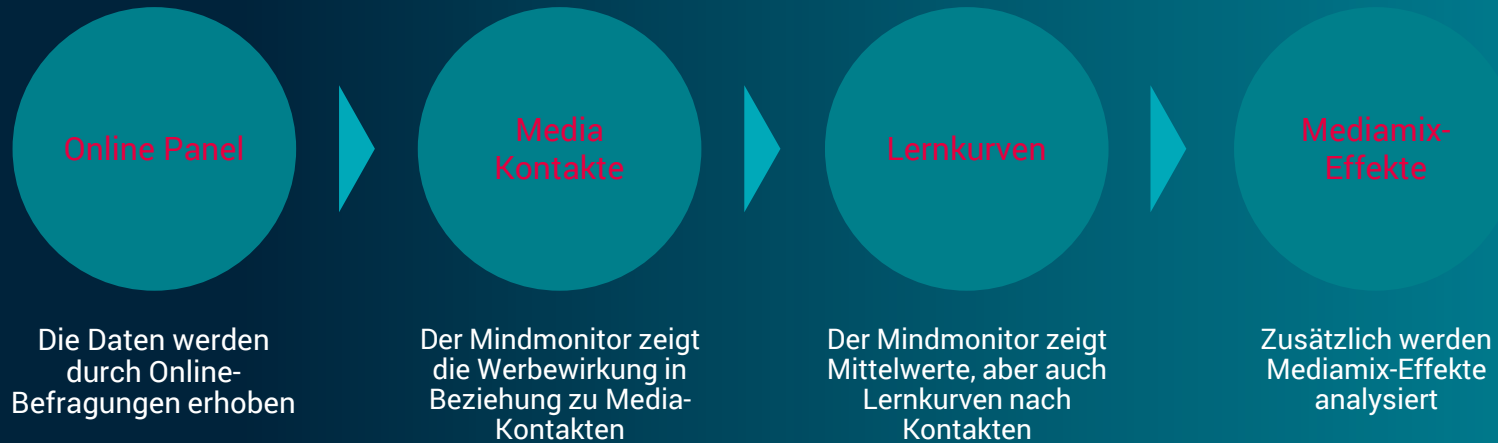 Online Panel
Die Daten werden
durch Online-
Befragungen erhoben
Media
Kontakte
Der Mindmonitor zeigt
die Werbewirkung in
Beziehung zu Media-
Kontakten
Lernkurven
Der Mindmonitor zeigt
Mittelwerte, aber auch
Lernkurven nach
Kontakten
Mediamix-
Effekte
Zusätzlich werden
Mediamix-Effekte
analysiert